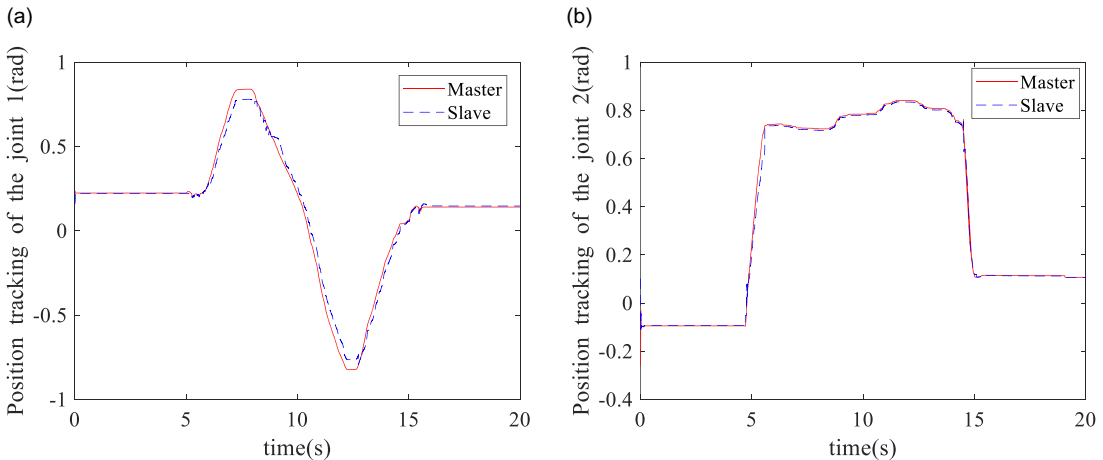 (a)
Position tracking of the joint 1(rad)
1
0.5
0
-0.5
-1
0
5
10
15
20
time(s)
Master
Slave
(b)
Position tracking of the joint 2(rad)
1
0.8
0.6
0.4
0.2
0
-0.2
-0.4
0
5
10
15
20
time(s)
Master
Slave